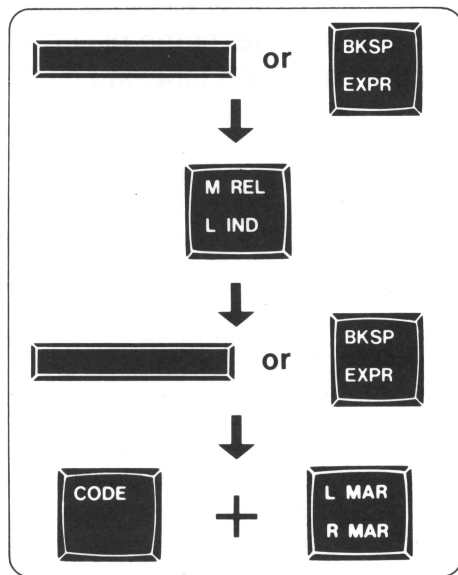 or
BKSP
EXPR
M REL
L IND
or
BKSP
EXPR
CODE
+
L MAR
R MAR